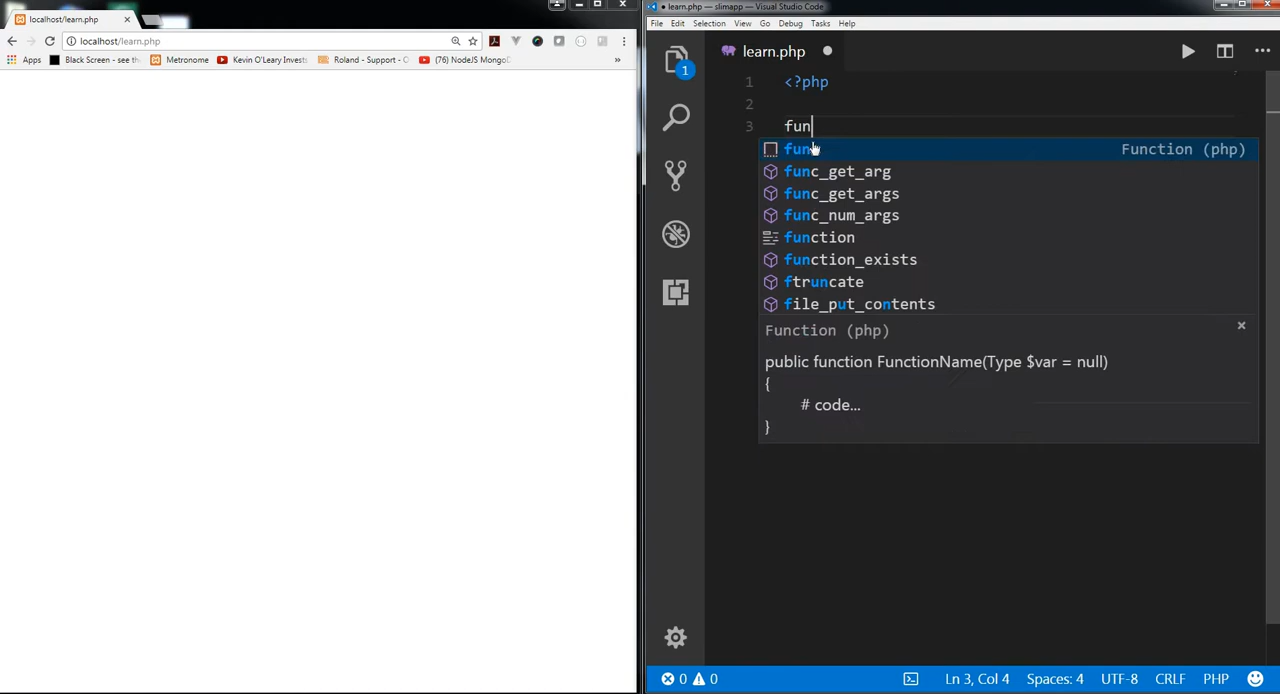 localhost/learn.php
localhost/learn.php
Apps Black Screen - see th Metronome Kevin O'Leary Invest Roland - Support - C (76) NodeJS MongoD »
learn.php — slimapp — Visual Studio Code
File Edit Selection View Go Debug Tasks Help
1
learn.php
1 <?php
2
3 fun
fun Function (php)
func_get_arg
func_get_args
func_num_args
function
function_exists
ftruncate
file_put_contents
Function (php)
public function FunctionName(Type $var = null)
{
# code...
}
0 0 Ln 3, Col 4 Spaces: 4 UTF-8 CRLF PHP